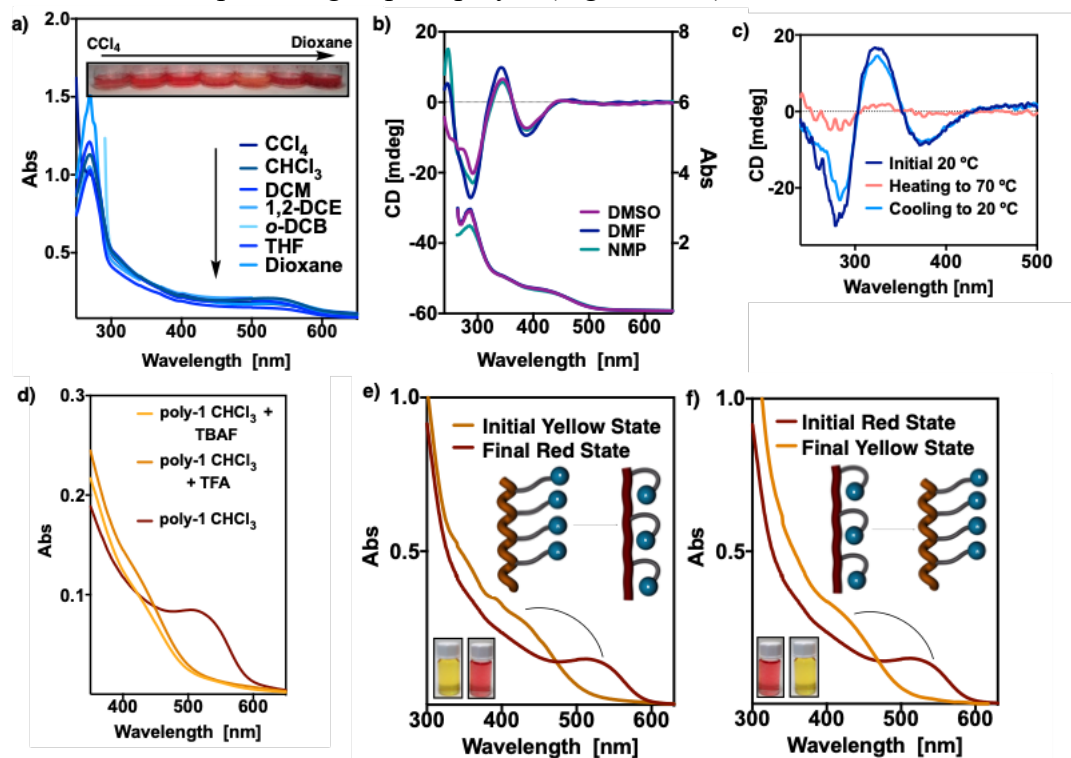 a)
CCl4
Dioxane
2.0
1.5
1.0
0.5
Abs
CCl4
CHCl3
DCM
1,2-DCE
o-DCB
THF
Dioxane
300 400 500 600
Wavelength [nm]
b)
20
0
-20
-40
-60
CD [mdeg]
8
6
4
2
Abs
DMSO
DMF
NMP
300 400 500 600
Wavelength [nm]
c)
20
0
-20
CD [mdeg]
Initial 20 ºC
Heating to 70 ºC
Cooling to 20 ºC
300 400 500
Wavelength [nm]
d)
0.3
0.2
0.1
Abs
poly-1 CHCl3 +
TBAF
poly-1 CHCl3
+ TFA
poly-1 CHCl3
400 500 600
Wavelength [nm]
e)
1.0
0.5
Abs
Initial Yellow State
Final Red State
300 400 500 600
Wavelength [nm]
f)
1.0
0.5
Abs
Initial Red State
Final Yellow State
300 400 500 600
Wavelength [nm]